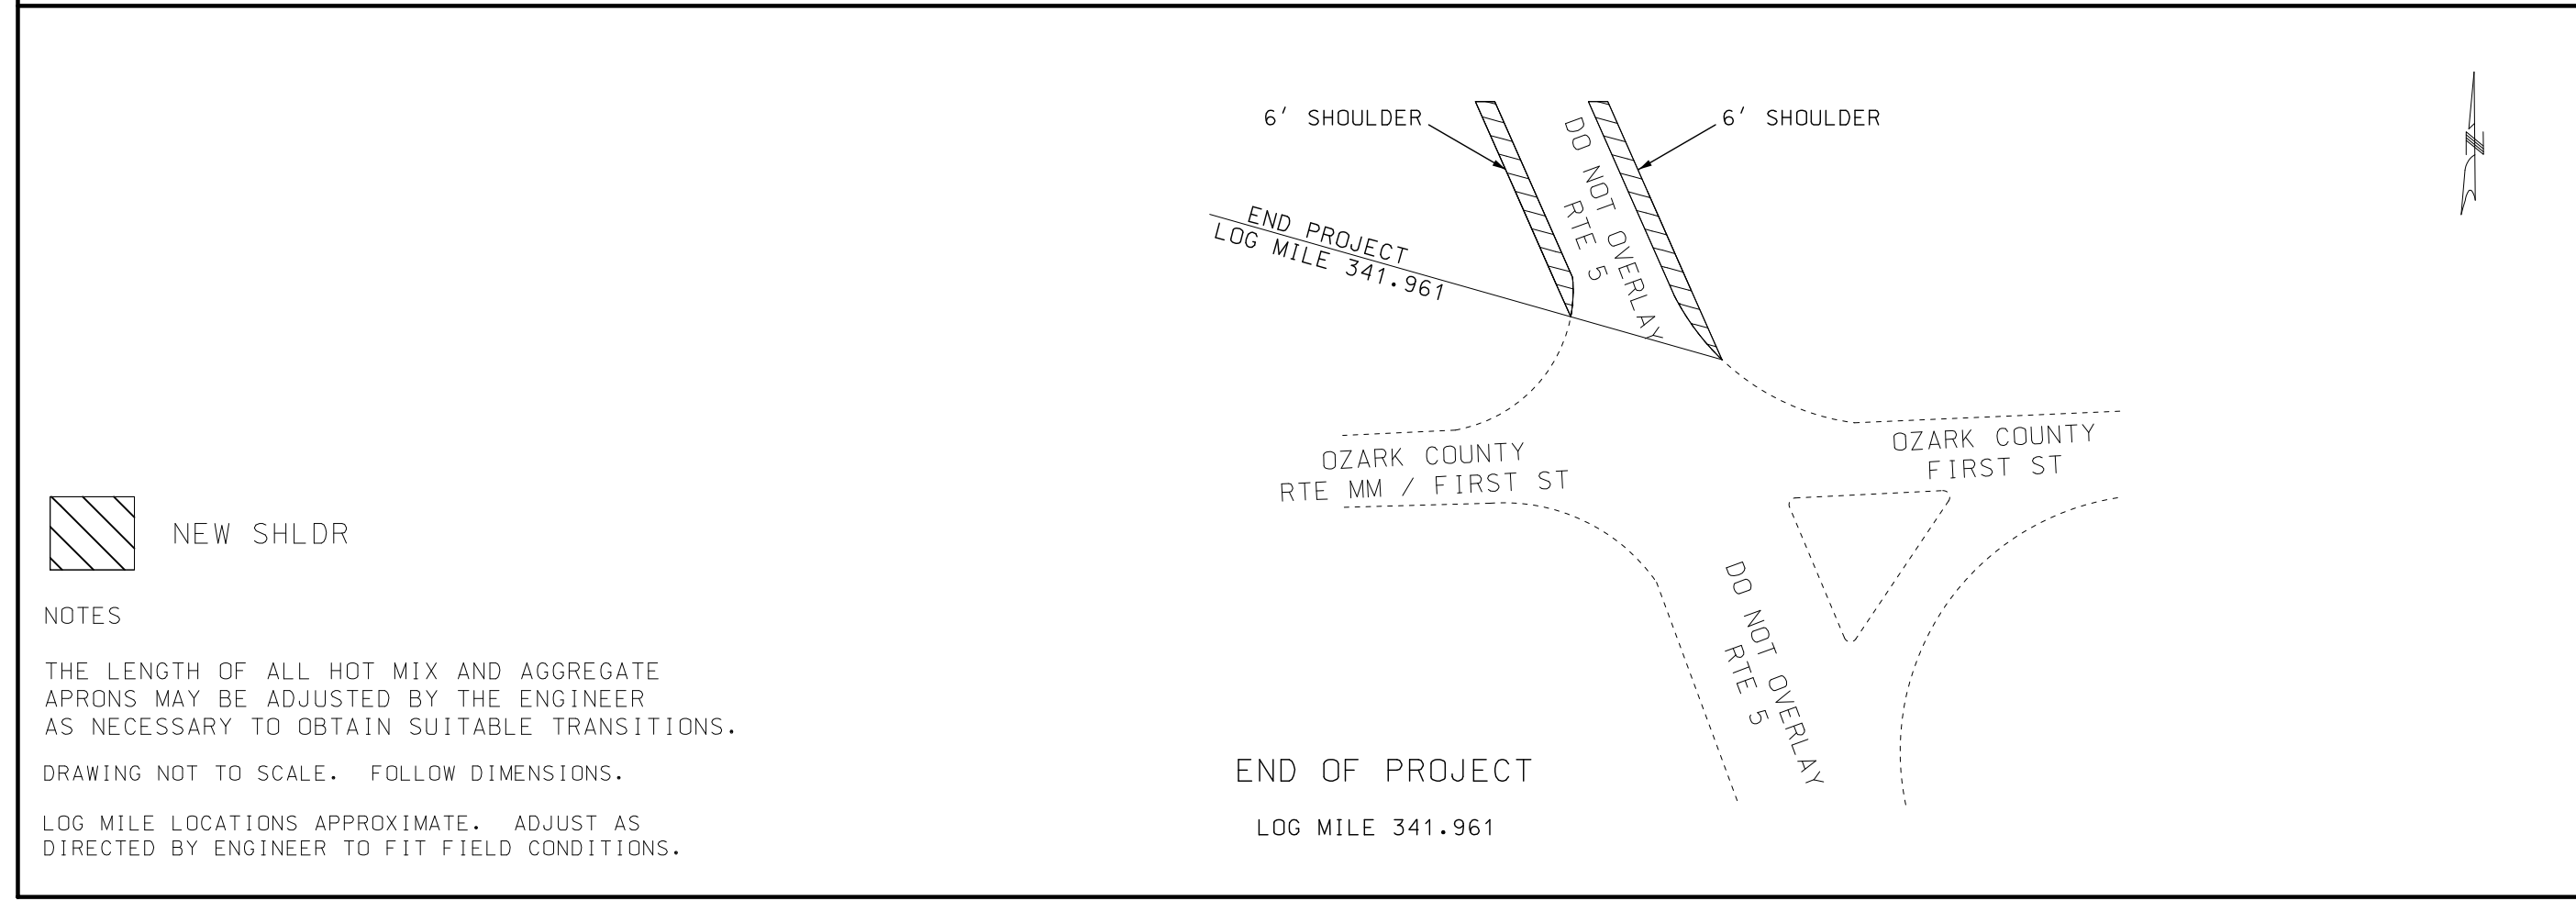 6' SHOULDER
6' SHOULDER
DO NOT OVERLAY
RTE 5
END PROJECT
LOG MILE 341.961
N
OZARK COUNTY
RTE MM / FIRST ST
OZARK COUNTY
FIRST ST
NEW SHLDR
DO NOT OVERLAY
RTE 5
NOTES
THE LENGTH OF ALL HOT MIX AND AGGREGATE
APRONS MAY BE ADJUSTED BY THE ENGINEER
AS NECESSARY TO OBTAIN SUITABLE TRANSITIONS.
DRAWING NOT TO SCALE. FOLLOW DIMENSIONS.
LOG MILE LOCATIONS APPROXIMATE. ADJUST AS
DIRECTED BY ENGINEER TO FIT FIELD CONDITIONS.
END OF PROJECT
LOG MILE 341.961